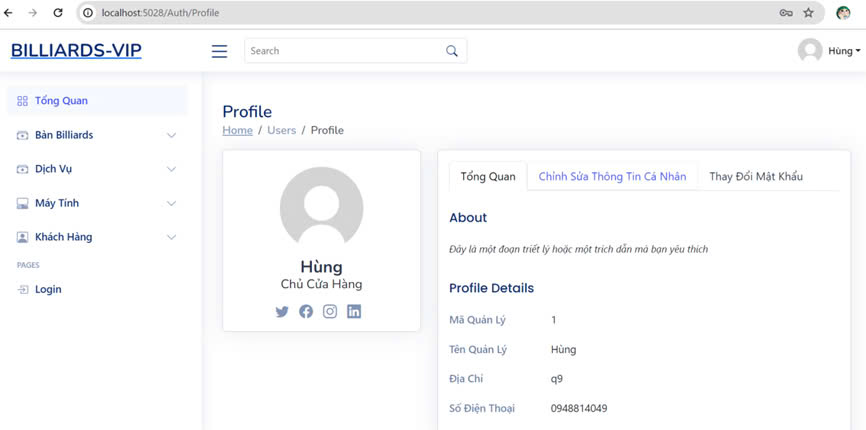 localhost:5028/Auth/Profile
BILLIARDS-VIP
Search
Hùng
Tổng Quan
Bàn Billiards
Dịch Vụ
Máy Tính
Khách Hàng
PAGES
Login
Profile
Home / Users / Profile
Hùng
Chủ Cửa Hàng
Tổng Quan
Chỉnh Sửa Thông Tin Cá Nhân
Thay Đổi Mật Khẩu
About
Đây là một đoạn triết lý hoặc một trích dẫn mà bạn yêu thích
Profile Details
Mã Quản Lý 1
Tên Quản Lý Hùng
Địa Chỉ q9
Số Điện Thoại 0948814049